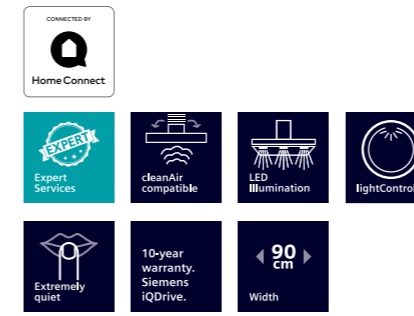 CONNECTED BY
Home Connect
EXPERT
Expert
Services
cleanAir
compatible
LED
Illumination
lightControl
Extremely
quiet
10-year
warranty.
Siemens
iQDrive.
90
cm
Width